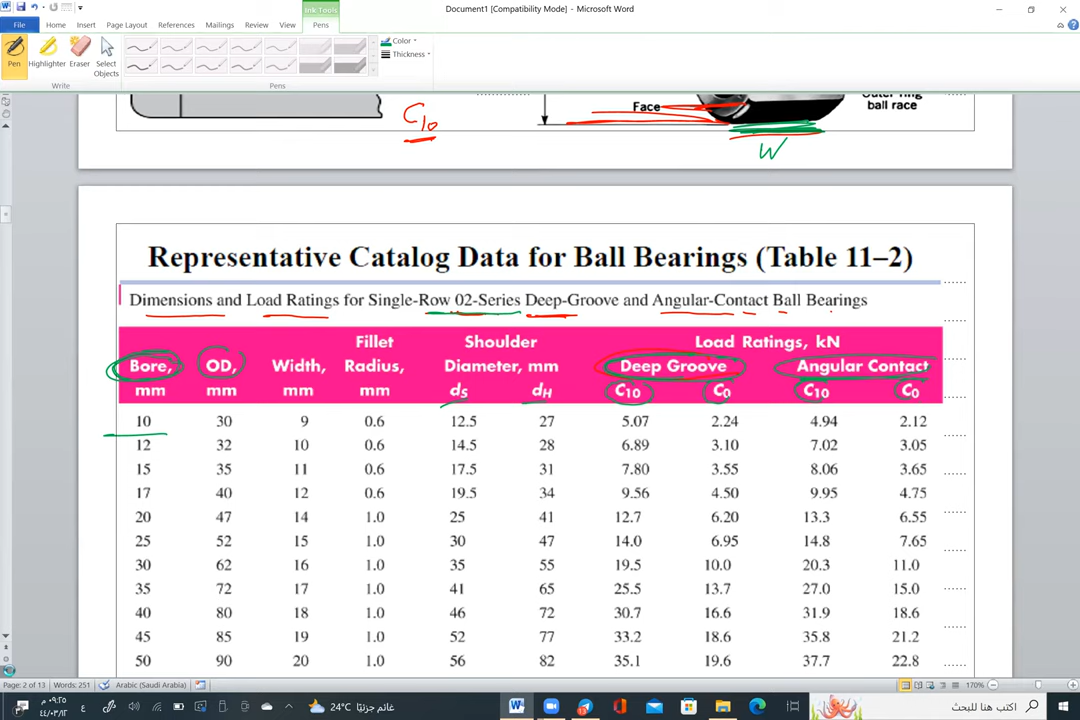 Document1 [Compatibility Mode] - Microsoft Word
Ink Tools
File Home Insert Page Layout References Mailings Review View Pens
Pen Highlighter Eraser Select Objects
Color
Thickness
Write
Pens
Face
Outer ring
ball race
C10
W
Representative Catalog Data for Ball Bearings (Table 11–2)
Dimensions and Load Ratings for Single-Row 02-Series Deep-Groove and Angular-Contact Ball Bearings
Fillet Shoulder Load Ratings, kN
Bore, OD, Width, Radius, Diameter, mm Deep Groove Angular Contact
mm mm mm mm dS dH C10 C0 C10 C0
10 30 9 0.6 12.5 27 5.07 2.24 4.94 2.12
12 32 10 0.6 14.5 28 6.89 3.10 7.02 3.05
15 35 11 0.6 17.5 31 7.80 3.55 8.06 3.65
17 40 12 0.6 19.5 34 9.56 4.50 9.95 4.75
20 47 14 1.0 25 41 12.7 6.20 13.3 6.55
25 52 15 1.0 30 47 14.0 6.95 14.8 7.65
30 62 16 1.0 35 55 19.5 10.0 20.3 11.0
35 72 17 1.0 41 65 25.5 13.7 27.0 15.0
40 80 18 1.0 46 72 30.7 16.6 31.9 18.6
45 85 19 1.0 52 77 33.2 18.6 35.8 21.2
50 90 20 1.0 56 82 35.1 19.6 37.7 22.8
Page: 2 of 13 Words: 251 Arabic (Saudi Arabia) 170%
٠٩:٢٥ م
٤٤/٠٣/١٢
ع
24°C غائم جزئيًا
اكتب هنا للبحث